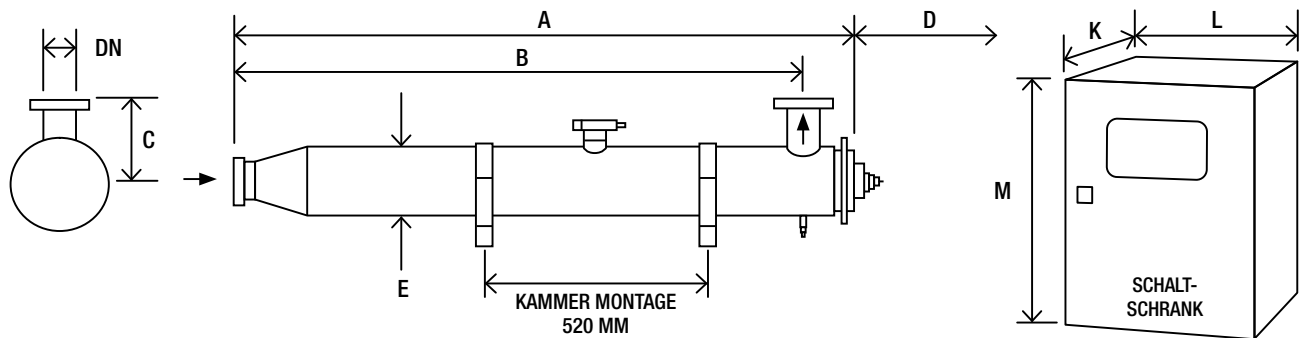 DN
C
A
D
B
E
KAMMER MONTAGE
520 MM
K
L
M
SCHALT-
SCHRANK